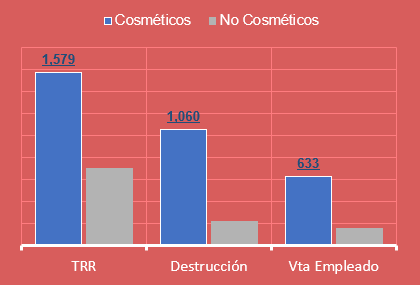 Cosméticos No Cosméticos
1,579
1,060
633
TRR Destrucción Vta Empleado